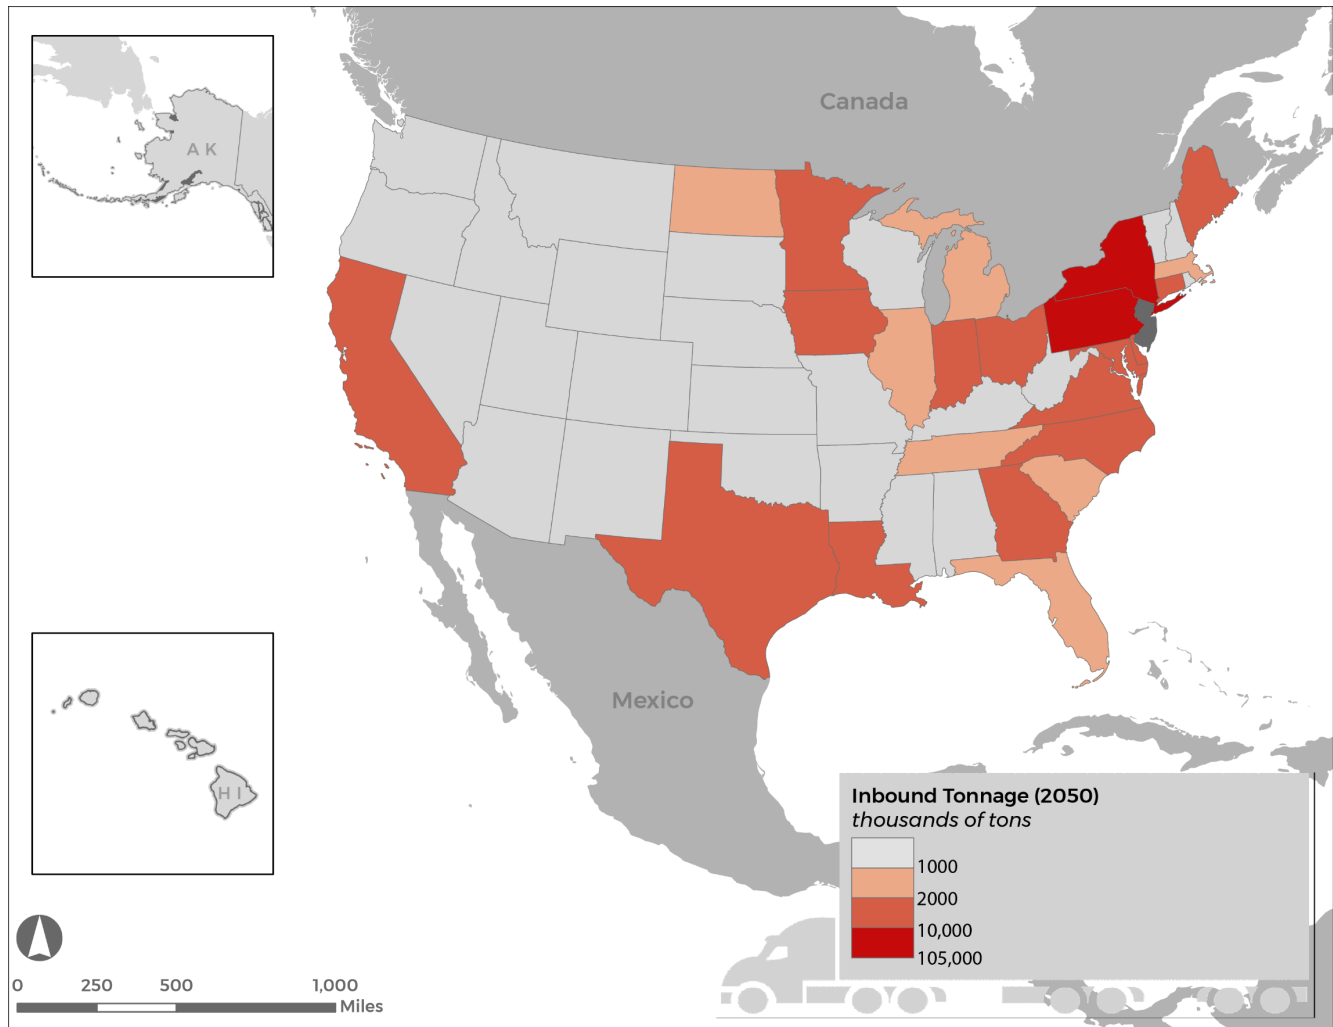 Canada
A K
Mexico
H I
Inbound Tonnage (2050)
thousands of tons
1000
2000
10,000
105,000
0 250 500 1,000
Miles